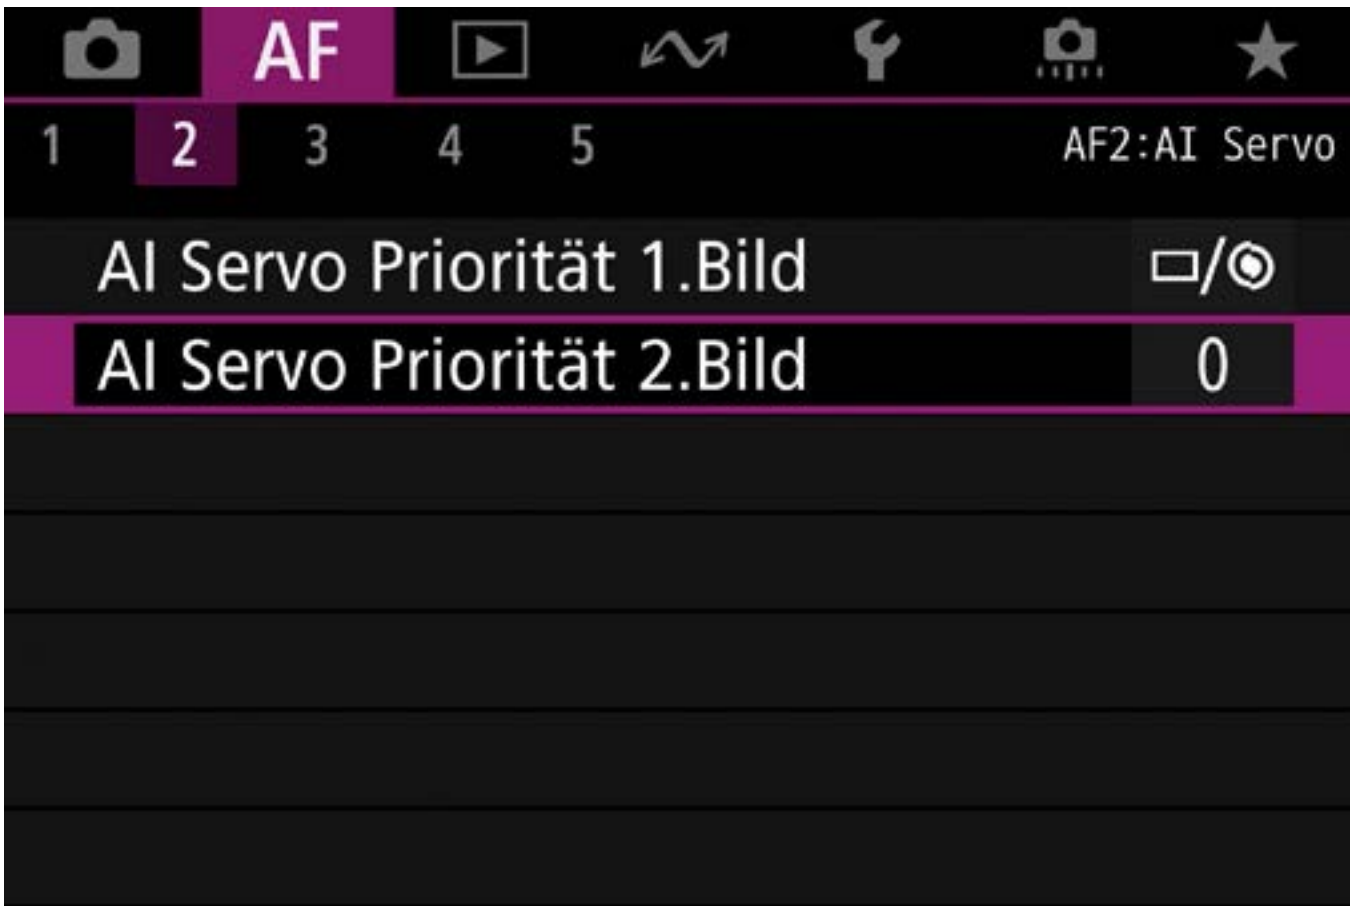 AF
1 2 3 4 5 AF2:AI Servo
AI Servo Priorität 1.Bild
AI Servo Priorität 2.Bild 0